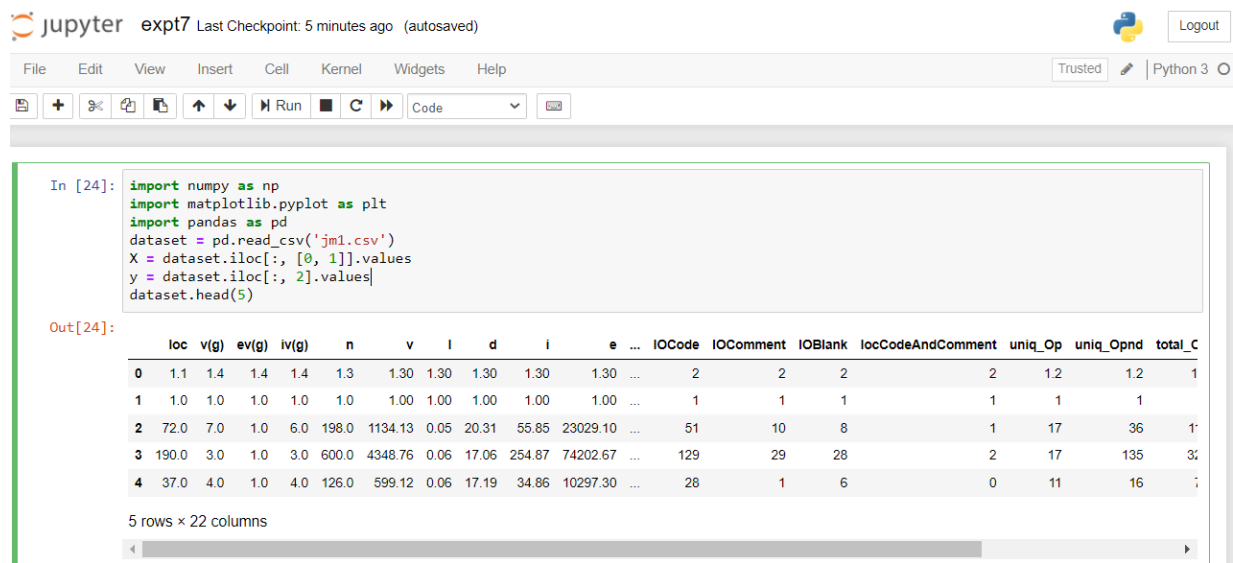 jupyter expt7 Last Checkpoint: 5 minutes ago (autosaved) Logout
File Edit View Insert Cell Kernel Widgets Help Trusted Python 3
Run Code
In [24]: import numpy as np
import matplotlib.pyplot as plt
import pandas as pd
dataset = pd.read_csv('jm1.csv')
X = dataset.iloc[:, [0, 1]].values
y = dataset.iloc[:, 2].values
dataset.head(5)
Out[24]:
loc v(g) ev(g) iv(g) n v l d i e ... lOCode lOComment lOBlank locCodeAndComment uniq_Op uniq_Opnd
0 1.1 1.4 1.4 1.4 1.3 1.30 1.30 1.30 1.30 1.30 ... 2 2 2 2 1.2 1.2
1 1.0 1.0 1.0 1.0 1.0 1.00 1.00 1.00 1.00 1.00 ... 1 1 1 1 1 1
2 72.0 7.0 1.0 6.0 198.0 1134.13 0.05 20.31 55.85 23029.10 ... 51 10 8 1 17 36
3 190.0 3.0 1.0 3.0 600.0 4348.76 0.06 17.06 254.87 74202.67 ... 129 29 28 2 17 135
4 37.0 4.0 1.0 4.0 126.0 599.12 0.06 17.19 34.86 10297.30 ... 28 1 6 0 11 16
5 rows × 22 columns